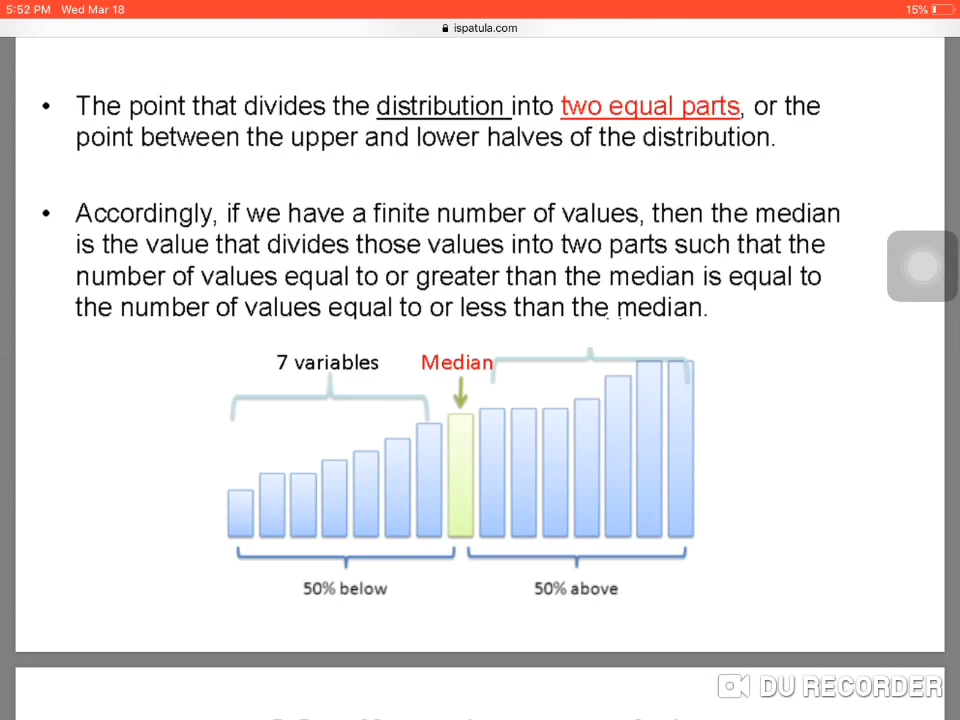 5:52 PM Wed Mar 18
15%
ispatula.com
• The point that divides the distribution into two equal parts, or the
point between the upper and lower halves of the distribution.
• Accordingly, if we have a finite number of values, then the median
is the value that divides those values into two parts such that the
number of values equal to or greater than the median is equal to
the number of values equal to or less than the median.
7 variables
Median
50% below
50% above
DU RECORDER